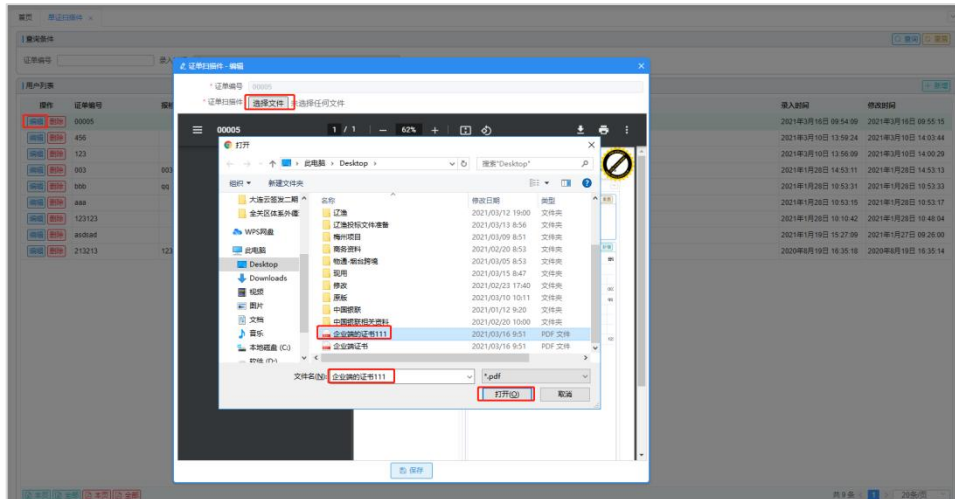 首页 单证扫描件 ×
查询条件
查询 重置
证单编号
用户列表
新增
操作 证单编号 录入时间 修改时间
编辑 删除 00005 2021年3月16日 09:54:09 2021年3月16日 09:55:15
编辑 删除 456 2021年3月10日 13:59:24 2021年3月10日 14:03:44
编辑 删除 123 2021年3月10日 13:56:09 2021年3月10日 14:00:29
编辑 删除 003 003 2021年1月28日 14:53:11 2021年1月28日 14:53:13
编辑 删除 bbb qq 2021年1月28日 10:53:31 2021年1月28日 10:53:33
编辑 删除 aaa 2021年1月28日 10:53:15 2021年1月28日 10:53:17
编辑 删除 123123 2021年1月28日 10:10:42 2021年1月28日 10:48:04
编辑 删除 asdsad 2021年1月19日 15:27:09 2021年1月27日 09:26:00
编辑 删除 213213 123 2020年8月19日 16:35:10 2020年8月19日 16:35:14
证单扫描件 - 编辑 ×
* 证单编号 00005
* 证单扫描件 选择文件 未选择任何文件
00005 1 / 1 — 62% +
打开 ×
此电脑 > Desktop > 搜索"Desktop"
组织 新建文件夹
名称 修改日期 类型
大连云签发二期
辽渔 2021/03/12 19:00 文件夹
辽渔投标文件准备 2021/03/13 8:56 文件夹
WPS网盘
梅州项目 2021/03/09 8:51 文件夹
此电脑
商务资料 2021/02/20 8:53 文件夹
Desktop
物通-烟台跨境 2021/03/05 8:53 文件夹
Downloads
现用 2021/03/15 8:47 文件夹
视频
修改 2021/02/23 17:40 文件夹
图片
原版 2021/03/10 10:11 文件夹
文档
中国银联 2021/01/12 9:20 文件夹
中国银联相关资料 2021/02/20 10:00 文件夹
音乐
企业端的证书111 2021/03/16 9:51 PDF 文件
本地磁盘 (C:)
企业端证书 2021/03/16 9:51 PDF 文件
软件 (D:)
文件名(N): 企业端的证书111 *.pdf
打开(O) 取消
保存
本页 全部 本页 全部
共 9 条 < 1 > 20条/页